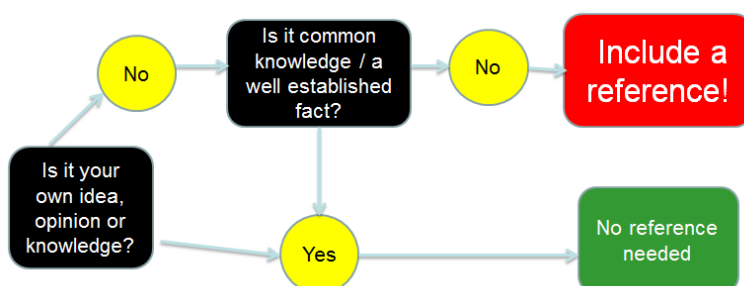 Is it your
own idea,
opinion or
knowledge?
No
Is it common
knowledge / a
well established
fact?
No
Include a
reference!
Yes
No reference
needed